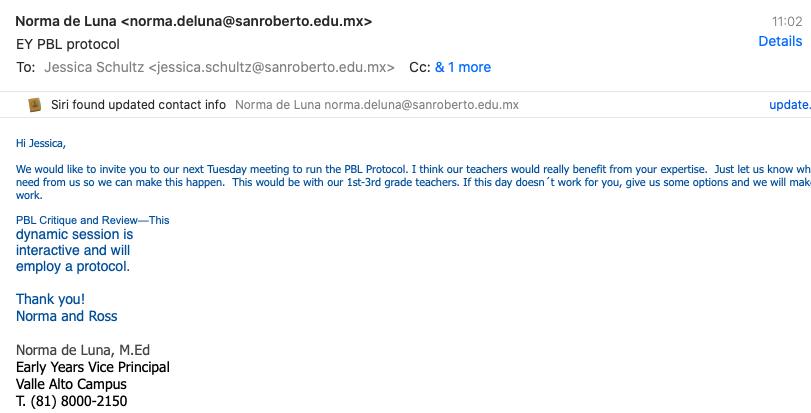 Norma de Luna <norma.deluna@sanroberto.edu.mx>
11:02
EY PBL protocol
Details
To: Jessica Schultz <jessica.schultz@sanroberto.edu.mx> Cc: & 1 more
Siri found updated contact info Norma de Luna norma.deluna@sanroberto.edu.mx
update.
Hi Jessica,
We would like to invite you to our next Tuesday meeting to run the PBL Protocol. I think our teachers would really benefit from your expertise. Just let us know wh
need from us so we can make this happen. This would be with our 1st-3rd grade teachers. If this day doesn´t work for you, give us some options and we will mak
work.
PBL Critique and Review—This
dynamic session is
interactive and will
employ a protocol.
Thank you!
Norma and Ross
Norma de Luna, M.Ed
Early Years Vice Principal
Valle Alto Campus
T. (81) 8000-2150